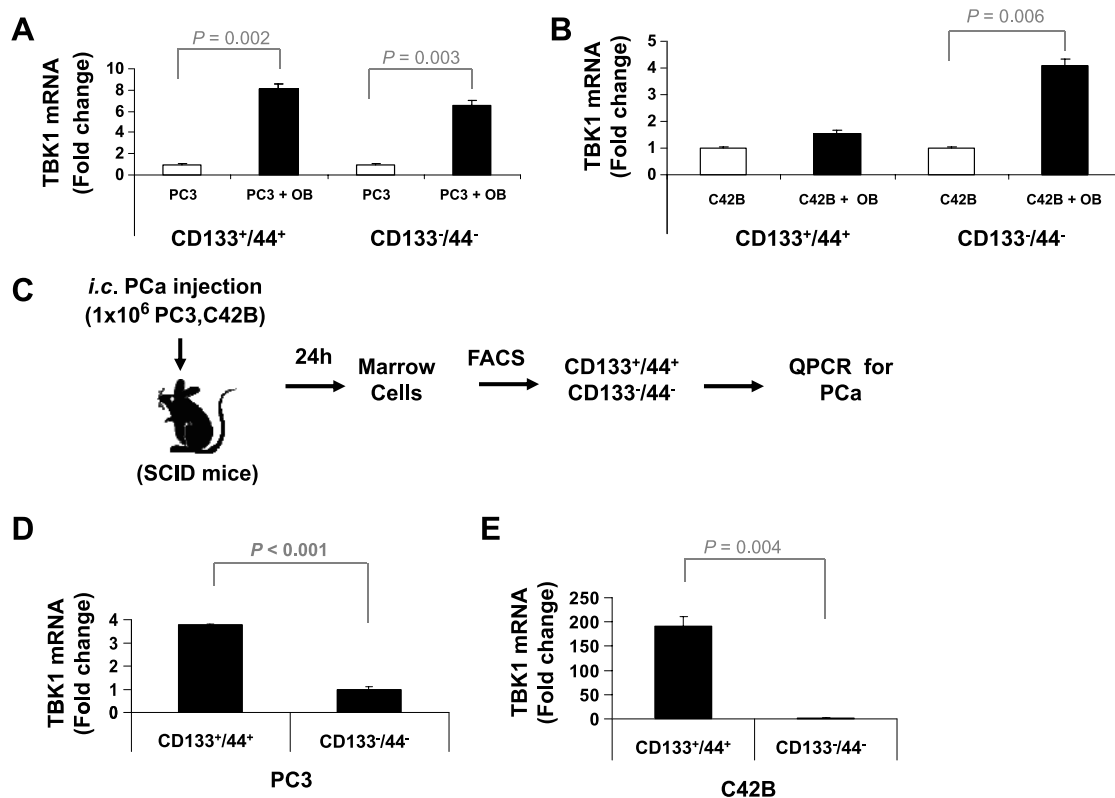 A
P = 0.002
P = 0.003
TBK1 mRNA
(Fold change)
10
8
6
4
2
0
PC3
PC3 + OB
PC3
PC3 + OB
CD133⁺/44⁺
CD133⁻/44⁻
B
P = 0.006
TBK1 mRNA
(Fold change)
5
4
3
2
1
0
C42B
C42B + OB
C42B
C42B + OB
CD133⁺/44⁺
CD133⁻/44⁻
C
i.c. PCa injection
(1x10⁶ PC3,C42B)
(SCID mice)
24h
Marrow
Cells
FACS
CD133⁺/44⁺
CD133⁻/44⁻
QPCR for
PCa
D
P < 0.001
TBK1 mRNA
(Fold change)
4
3
2
1
0
CD133⁺/44⁺
CD133⁻/44⁻
PC3
E
P = 0.004
TBK1 mRNA
(Fold change)
250
200
150
100
50
0
CD133⁺/44⁺
CD133⁻/44⁻
C42B